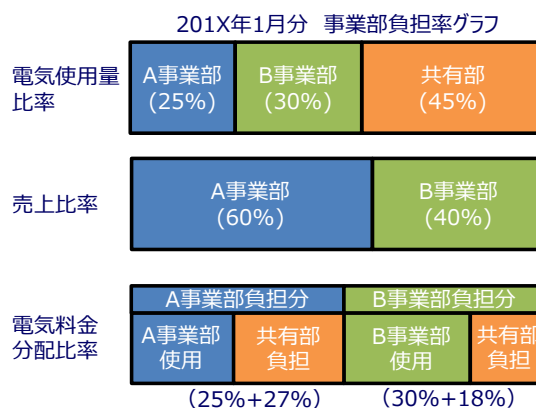 201X年1月分 事業部負担率グラフ
電気使用量
比率
A事業部
(25%)
B事業部
(30%)
共有部
(45%)
売上比率
A事業部
(60%)
B事業部
(40%)
電気料金
分配比率
A事業部負担分
B事業部負担分
A事業部
使用
共有部
負担
B事業部
使用
共有部
負担
(25%+27%)
(30%+18%)